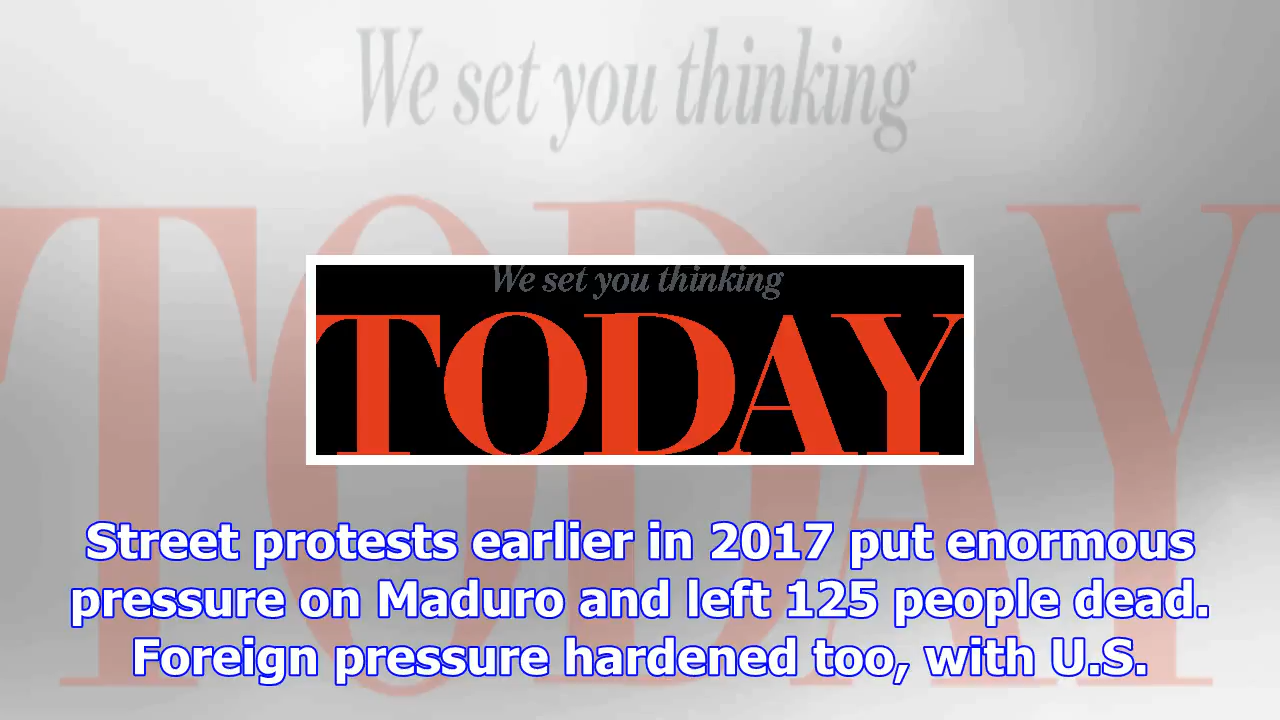 We set you thinking
TODAY
We set you thinking
TODAY
Street protests earlier in 2017 put enormous
pressure on Maduro and left 125 people dead.
Foreign pressure hardened too, with U.S.